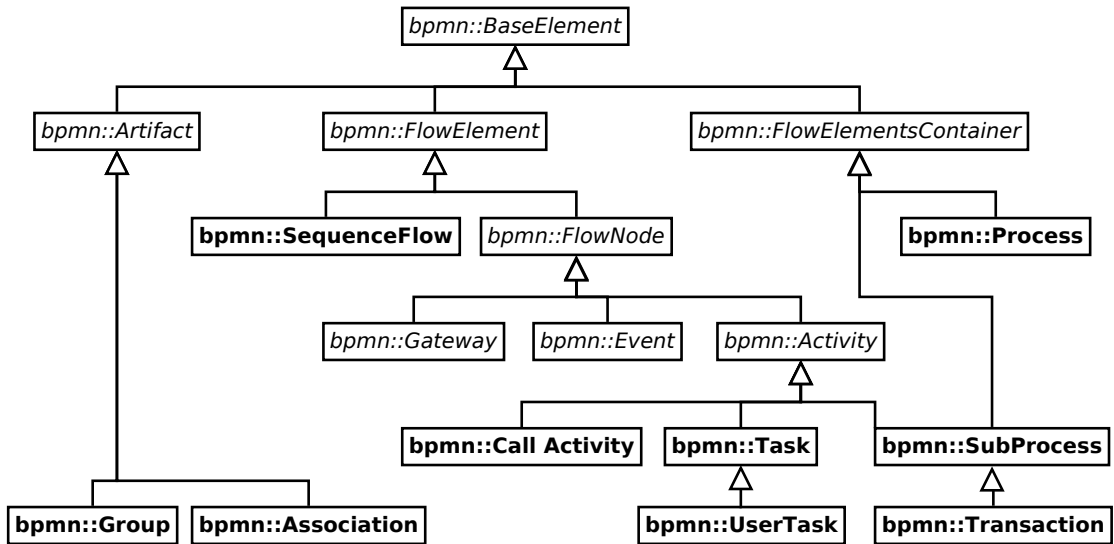 bpmn::BaseElement
bpmn::Artifact
bpmn::FlowElement
bpmn::FlowElementsContainer
bpmn::SequenceFlow
bpmn::FlowNode
bpmn::Process
bpmn::Gateway
bpmn::Event
bpmn::Activity
bpmn::Call Activity
bpmn::Task
bpmn::SubProcess
bpmn::Group
bpmn::Association
bpmn::UserTask
bpmn::Transaction